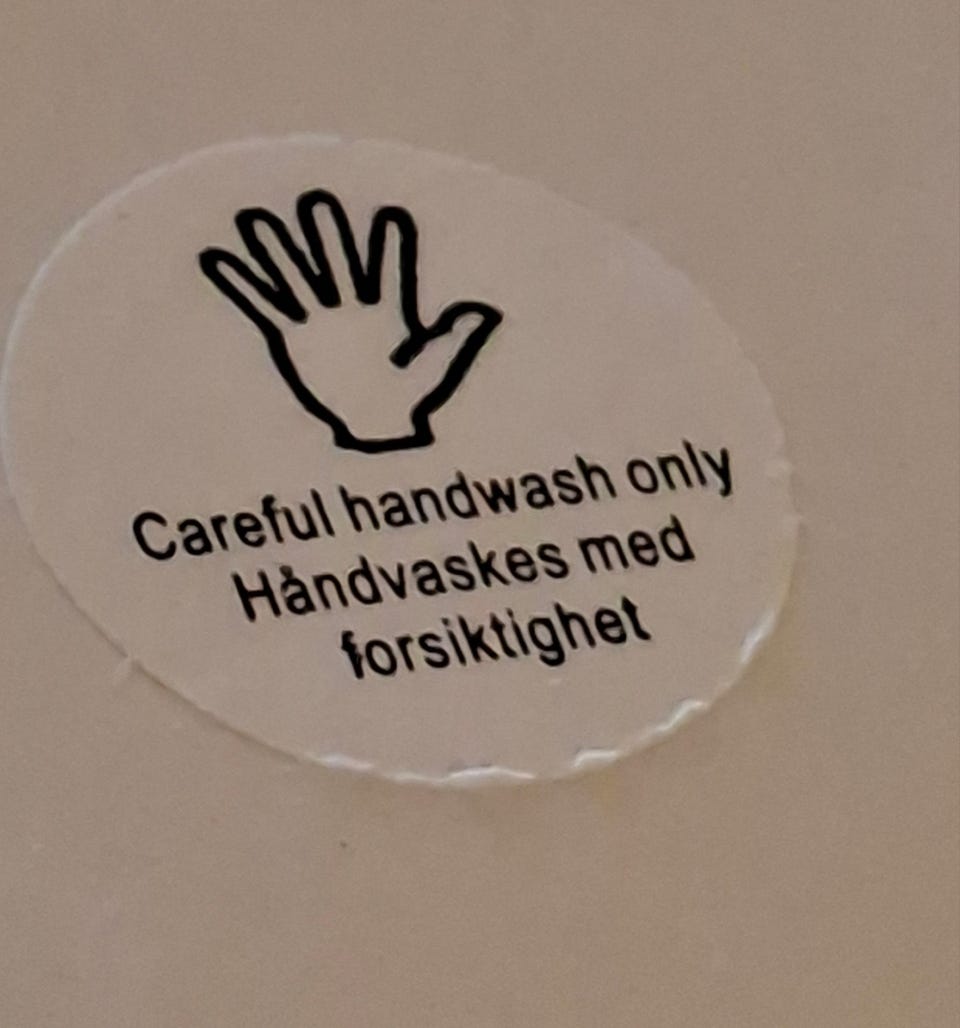 Careful handwash only
Håndvaskes med
forsiktighet